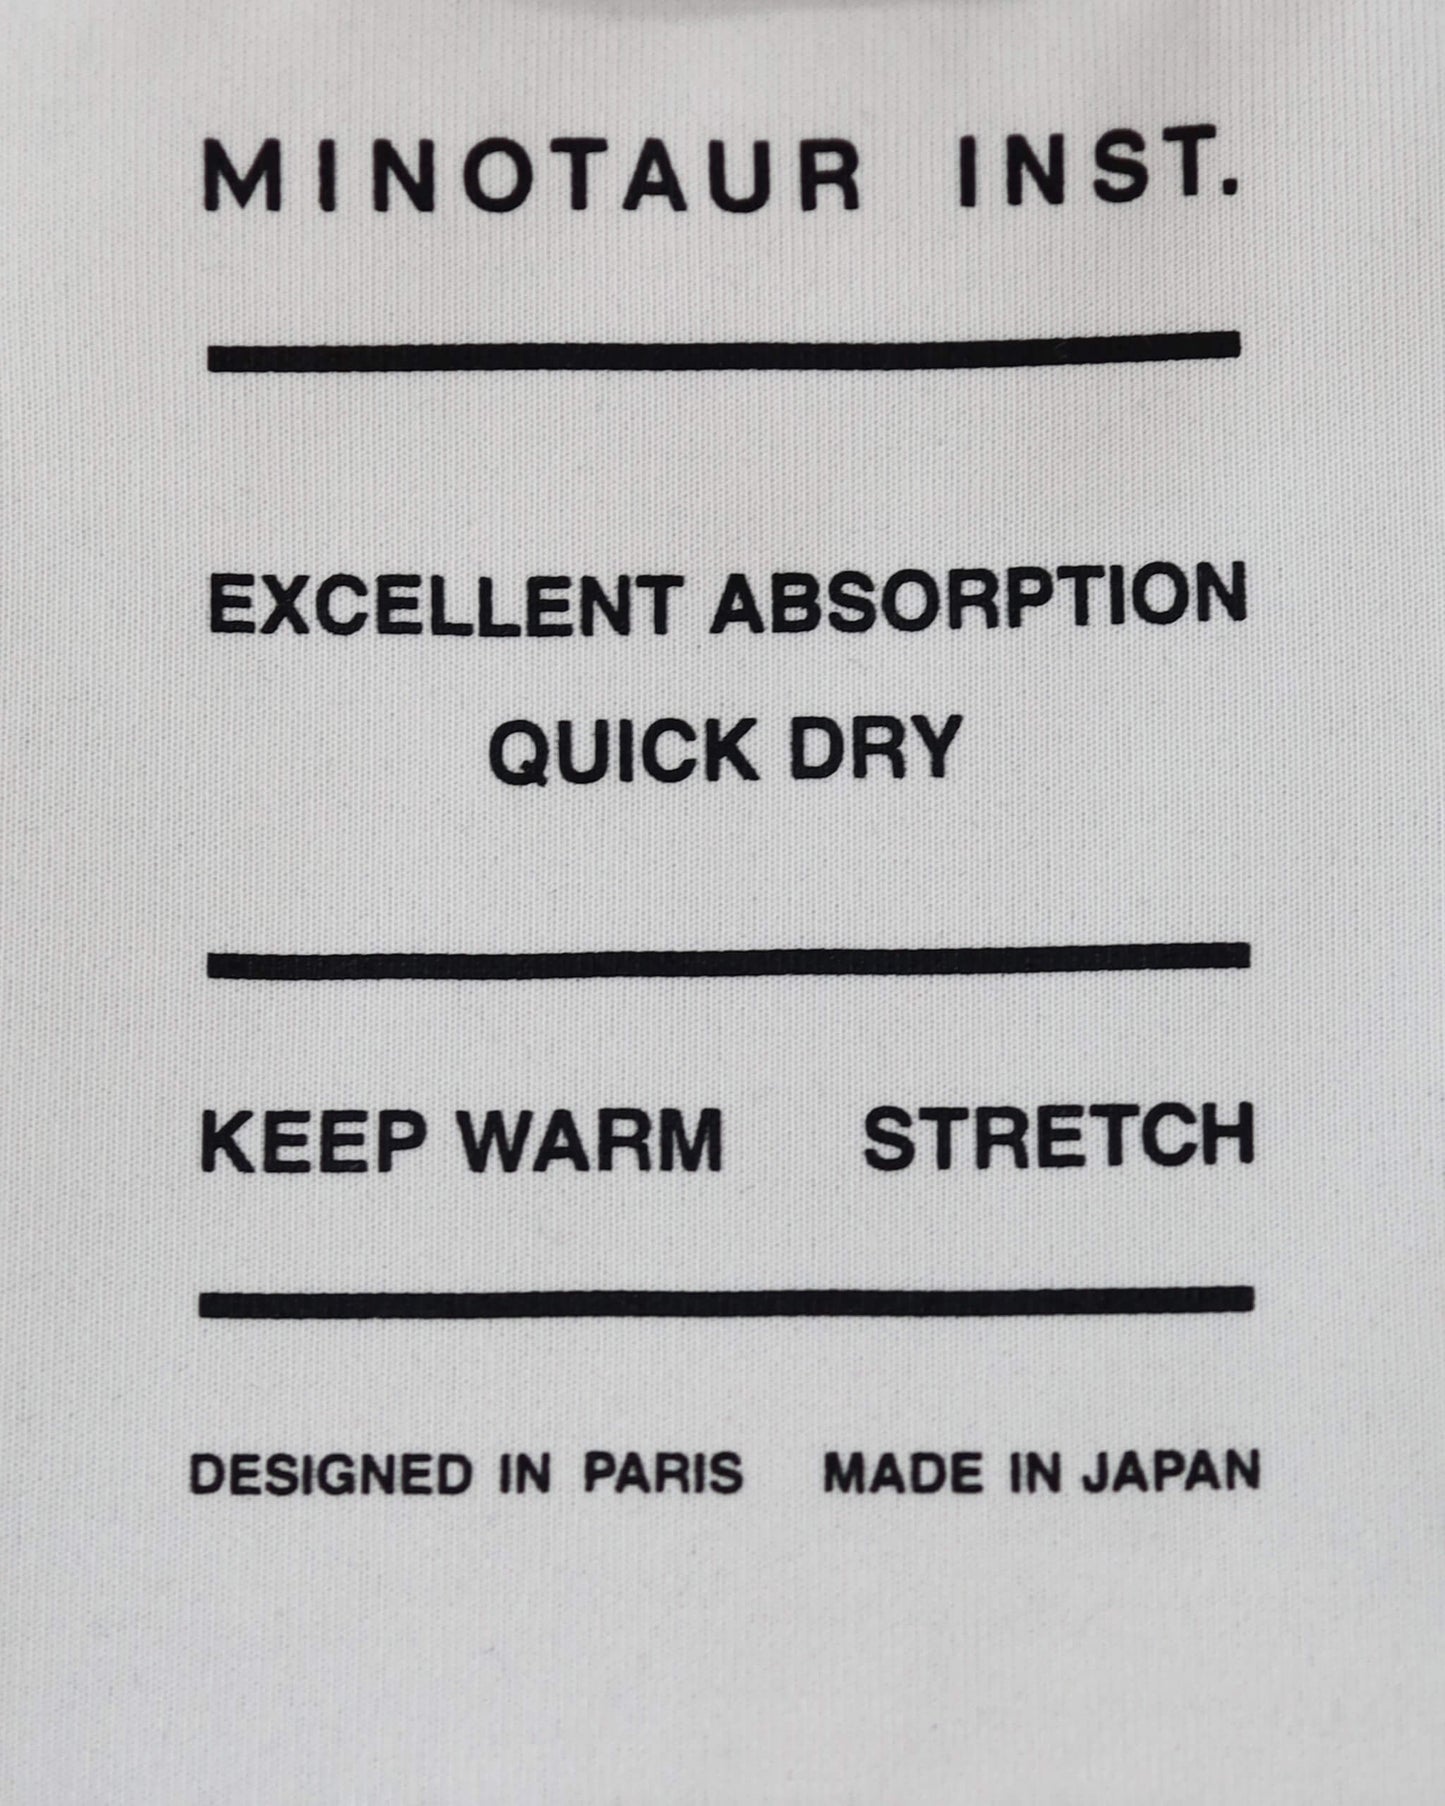 MINOTAUR INST.
EXCELLENT ABSORPTION
QUICK DRY
KEEP WARM STRETCH
DESIGNED IN PARIS MADE IN JAPAN